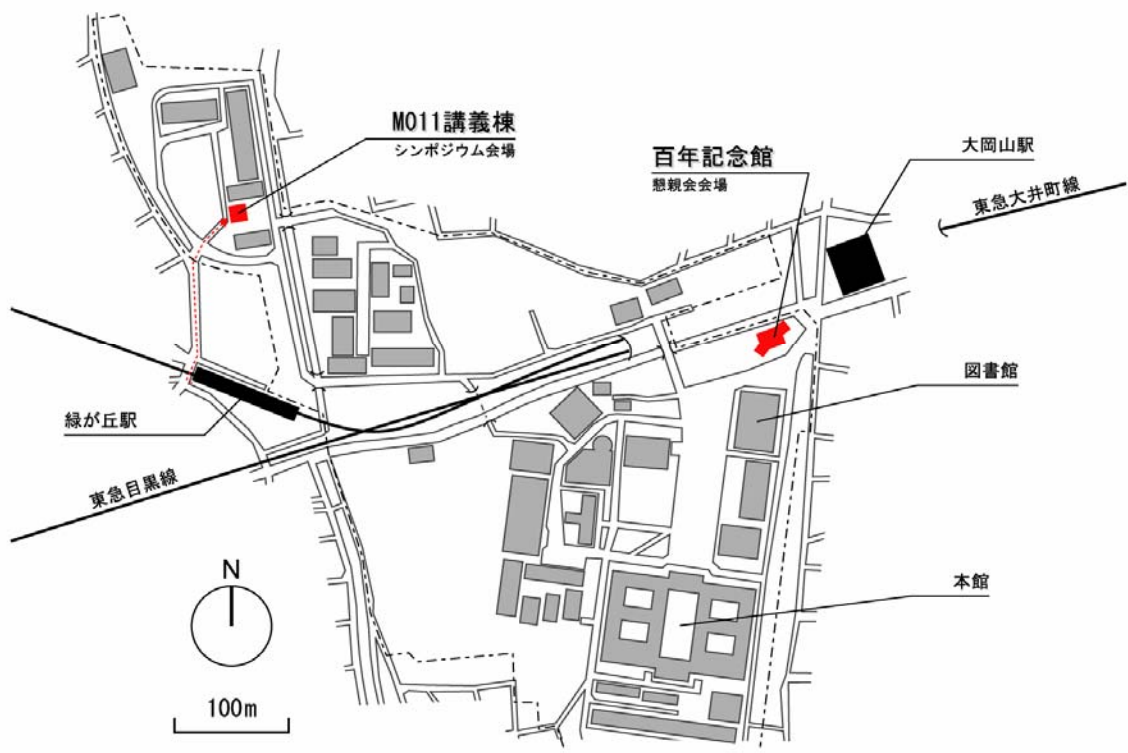 M011講義棟
シンポジウム会場
百年記念館
懇親会会場
大岡山駅
東急大井町線
図書館
緑が丘駅
東急目黒線
本館
N
100m